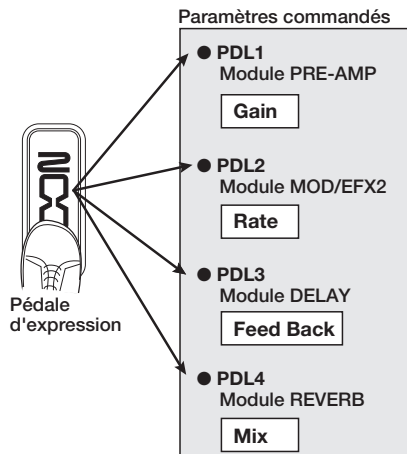 Paramètres commandés
● PDL1
Module PRE-AMP
Gain
● PDL2
Module MOD/EFX2
Rate
● PDL3
Module DELAY
Feed Back
● PDL4
Module REVERB
Mix
Pédale
d'expression